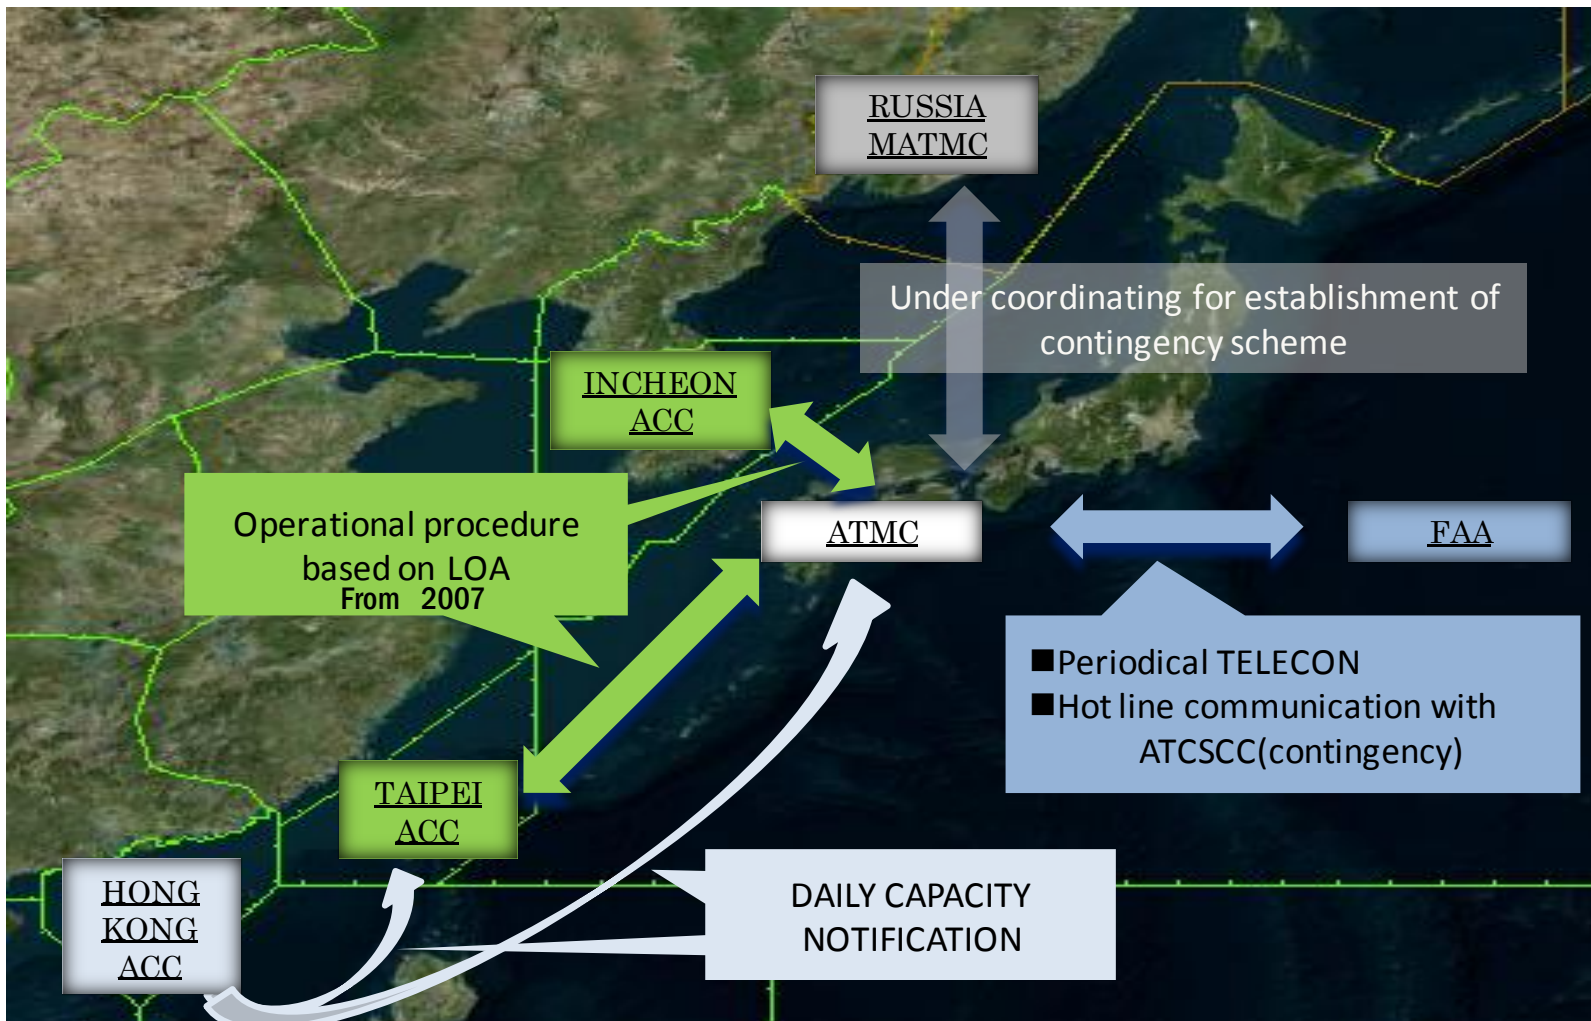 RUSSIA
MATMC
Under coordinating for establishment of
contingency scheme
INCHEON
ACC
Operational procedure
based on LOA
From 2007
ATMC
FAA
■Periodical TELECON
■Hot line communication with
ATCSCC(contingency)
TAIPEI
ACC
HONG
KONG
ACC
DAILY CAPACITY
NOTIFICATION